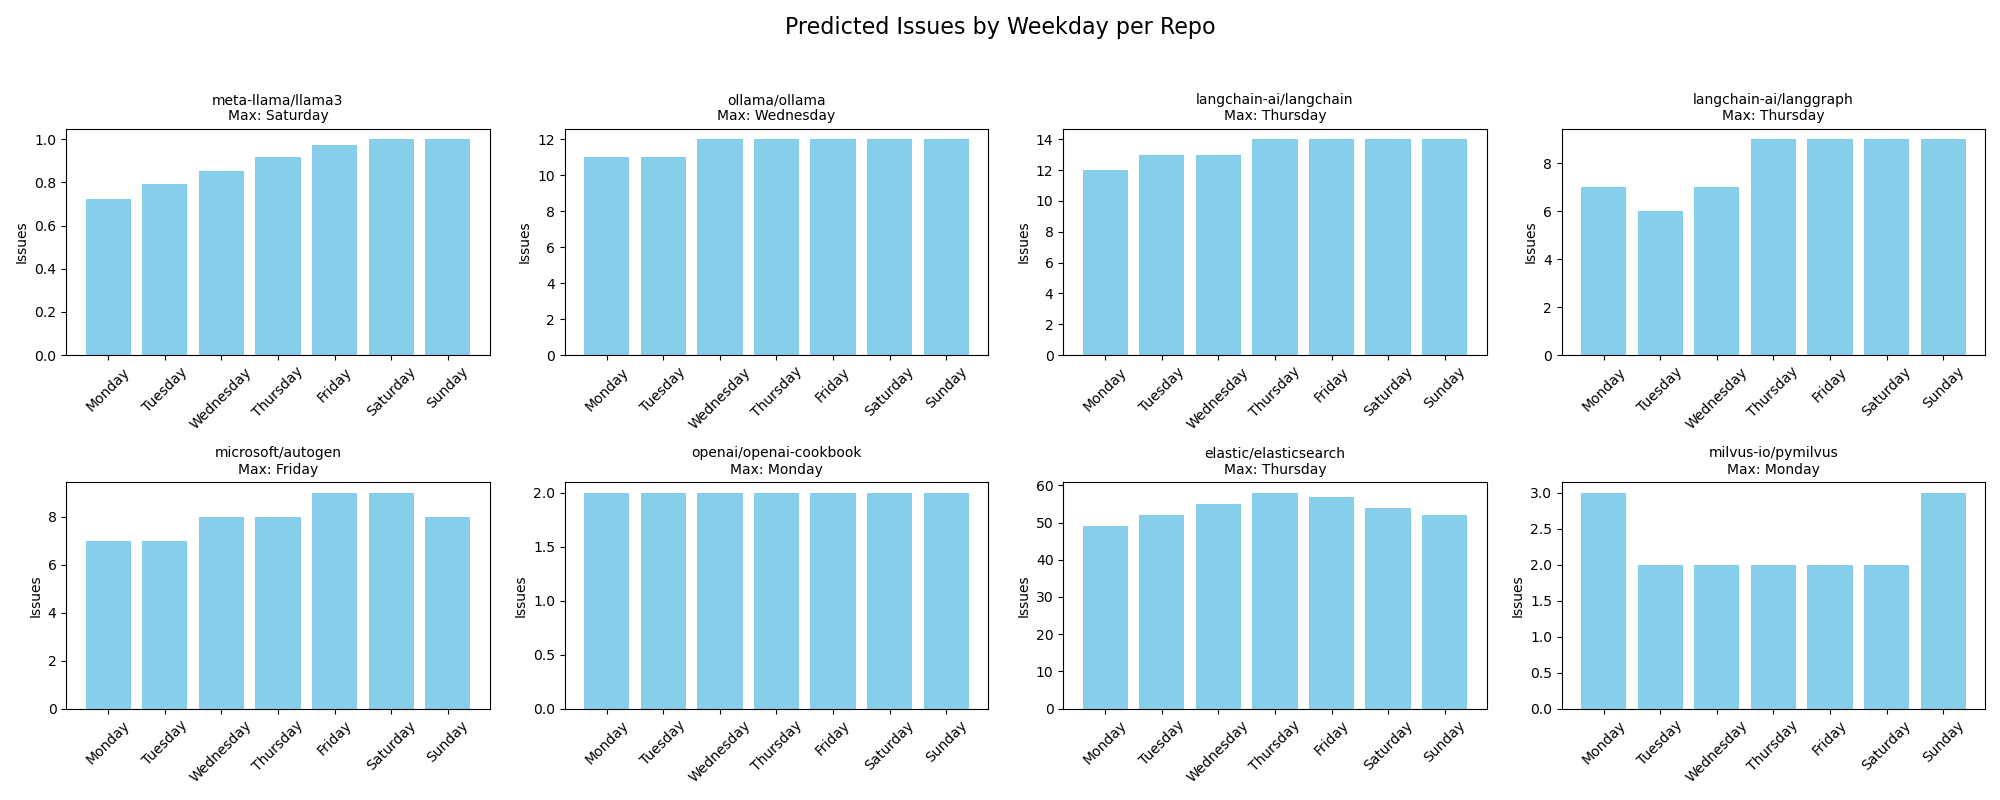 Predicted Issues by Weekday per Repo
meta-llama/llama3
Max: Saturday
Issues
1.0
0.8
0.6
0.4
0.2
0.0
Monday
Tuesday
Wednesday
Thursday
Friday
Saturday
Sunday
ollama/ollama
Max: Wednesday
Issues
12
10
8
6
4
2
0
Monday
Tuesday
Wednesday
Thursday
Friday
Saturday
Sunday
langchain-ai/langchain
Max: Thursday
Issues
14
12
10
8
6
4
2
0
Monday
Tuesday
Wednesday
Thursday
Friday
Saturday
Sunday
langchain-ai/langgraph
Max: Thursday
Issues
8
6
4
2
0
Monday
Tuesday
Wednesday
Thursday
Friday
Saturday
Sunday
microsoft/autogen
Max: Friday
Issues
8
6
4
2
0
Monday
Tuesday
Wednesday
Thursday
Friday
Saturday
Sunday
openai/openai-cookbook
Max: Monday
Issues
2.0
1.5
1.0
0.5
0.0
Monday
Tuesday
Wednesday
Thursday
Friday
Saturday
Sunday
elastic/elasticsearch
Max: Thursday
Issues
60
50
40
30
20
10
0
Monday
Tuesday
Wednesday
Thursday
Friday
Saturday
Sunday
milvus-io/pymilvus
Max: Monday
Issues
3.0
2.5
2.0
1.5
1.0
0.5
0.0
Monday
Tuesday
Wednesday
Thursday
Friday
Saturday
Sunday